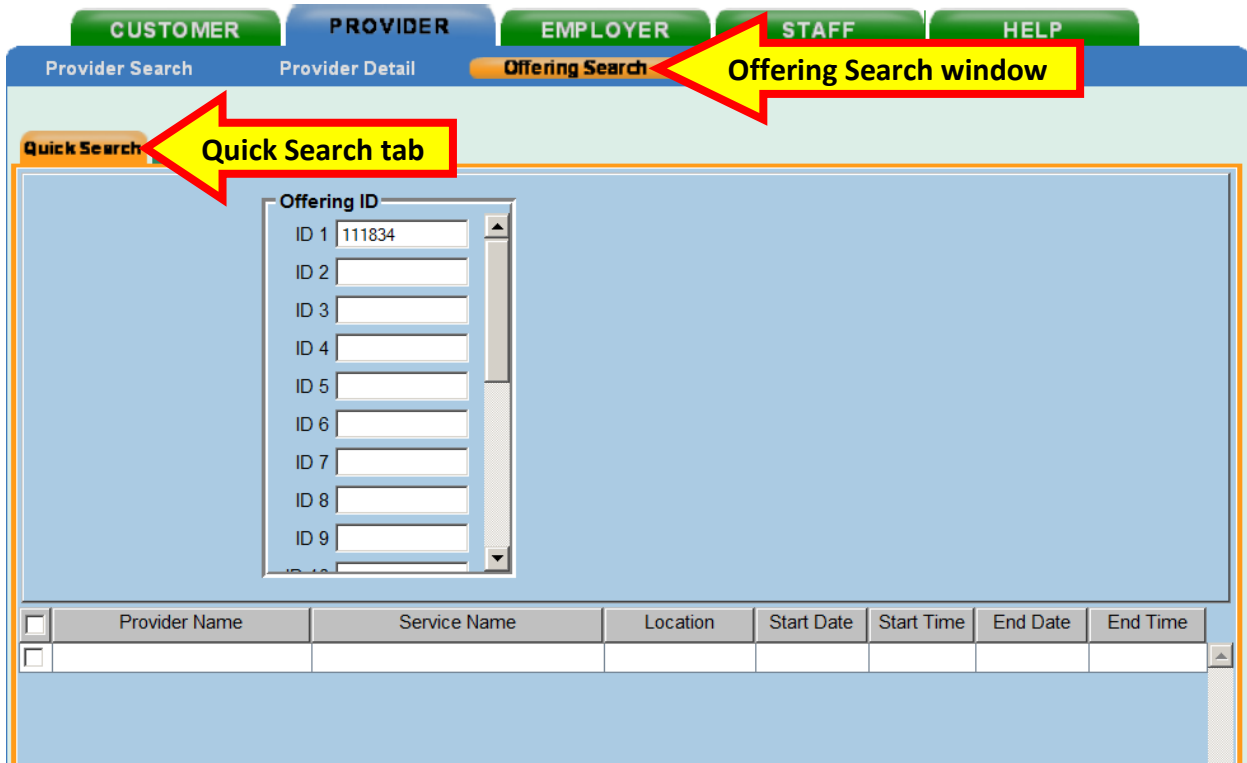 CUSTOMER PROVIDER EMPLOYER STAFF HELP
Provider Search Provider Detail Offering Search Offering Search window
Quick Search Quick Search tab
Offering ID
ID 1 111834
ID 2
ID 3
ID 4
ID 5
ID 6
ID 7
ID 8
ID 9
ID 10
Provider Name Service Name Location Start Date Start Time End Date End Time